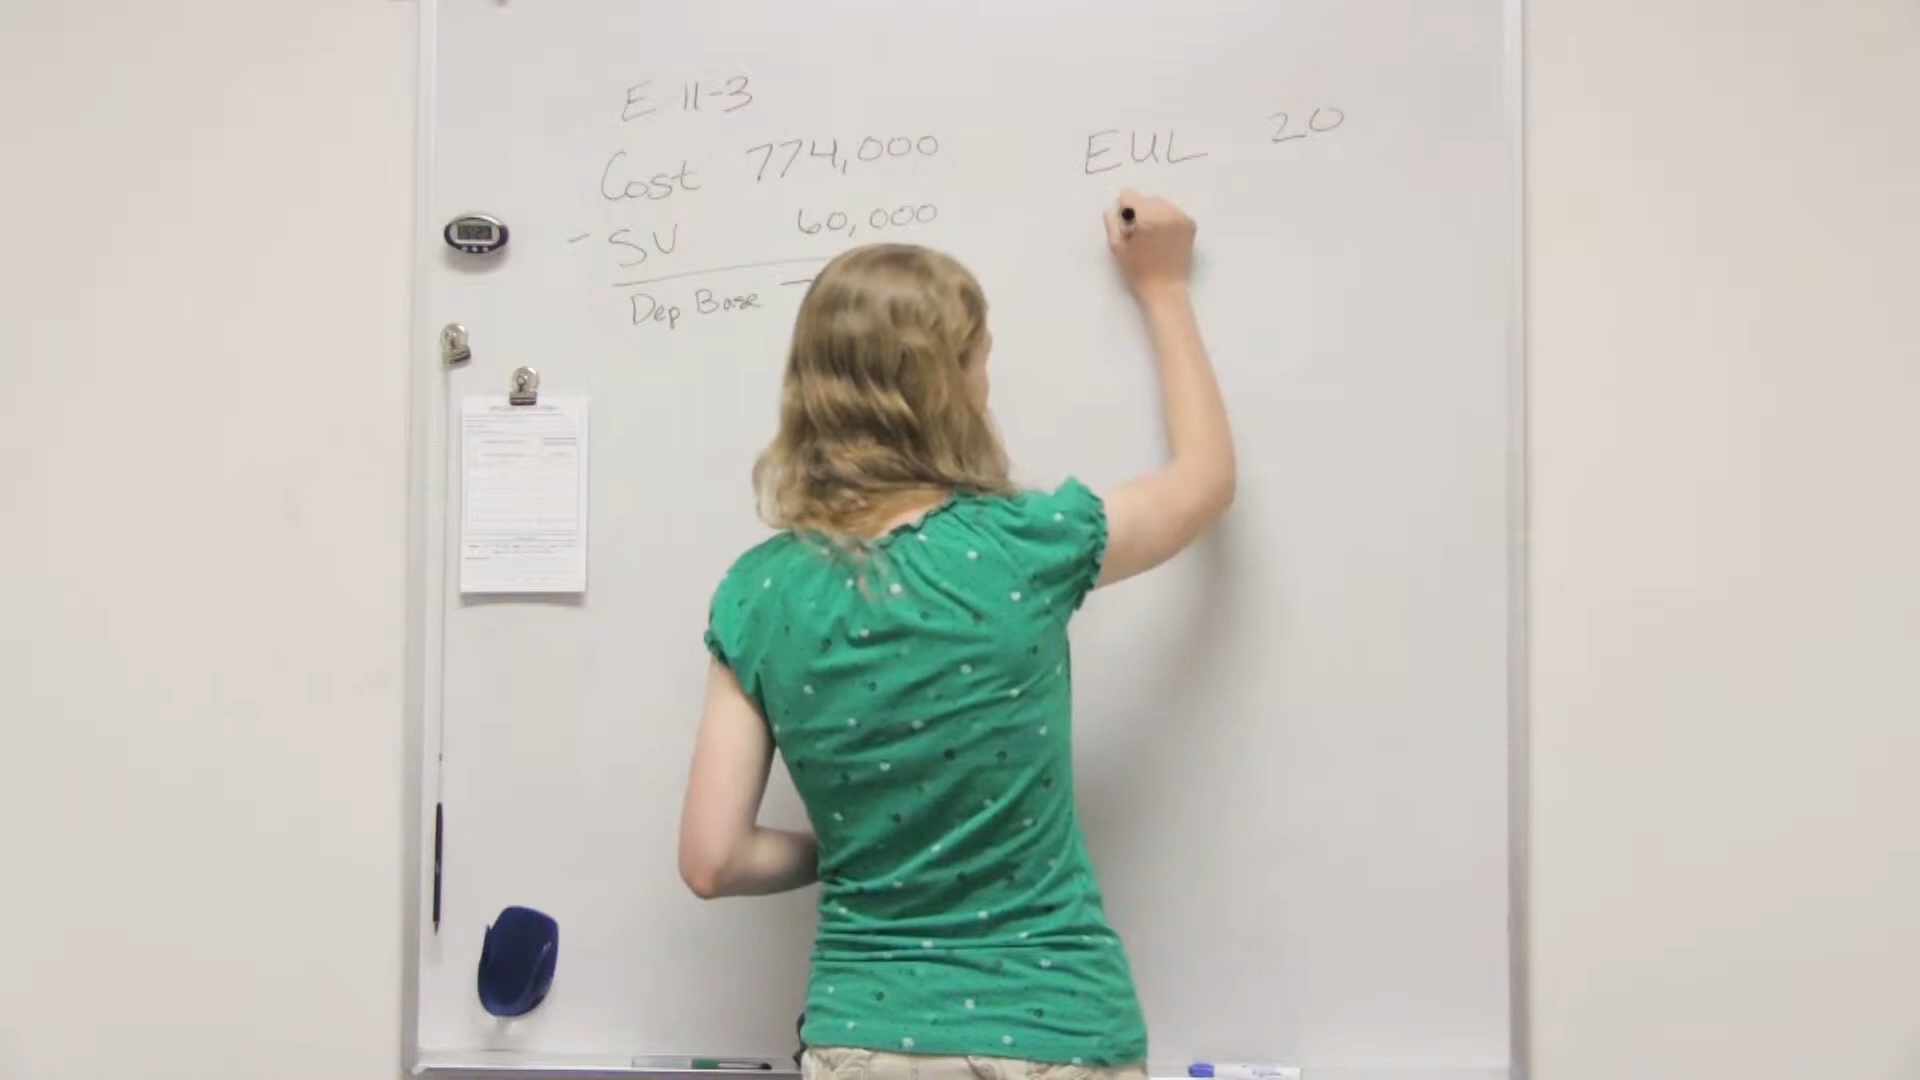 E 11-3
Cost 774,000
- SV 60,000
Dep Base
EUL 20